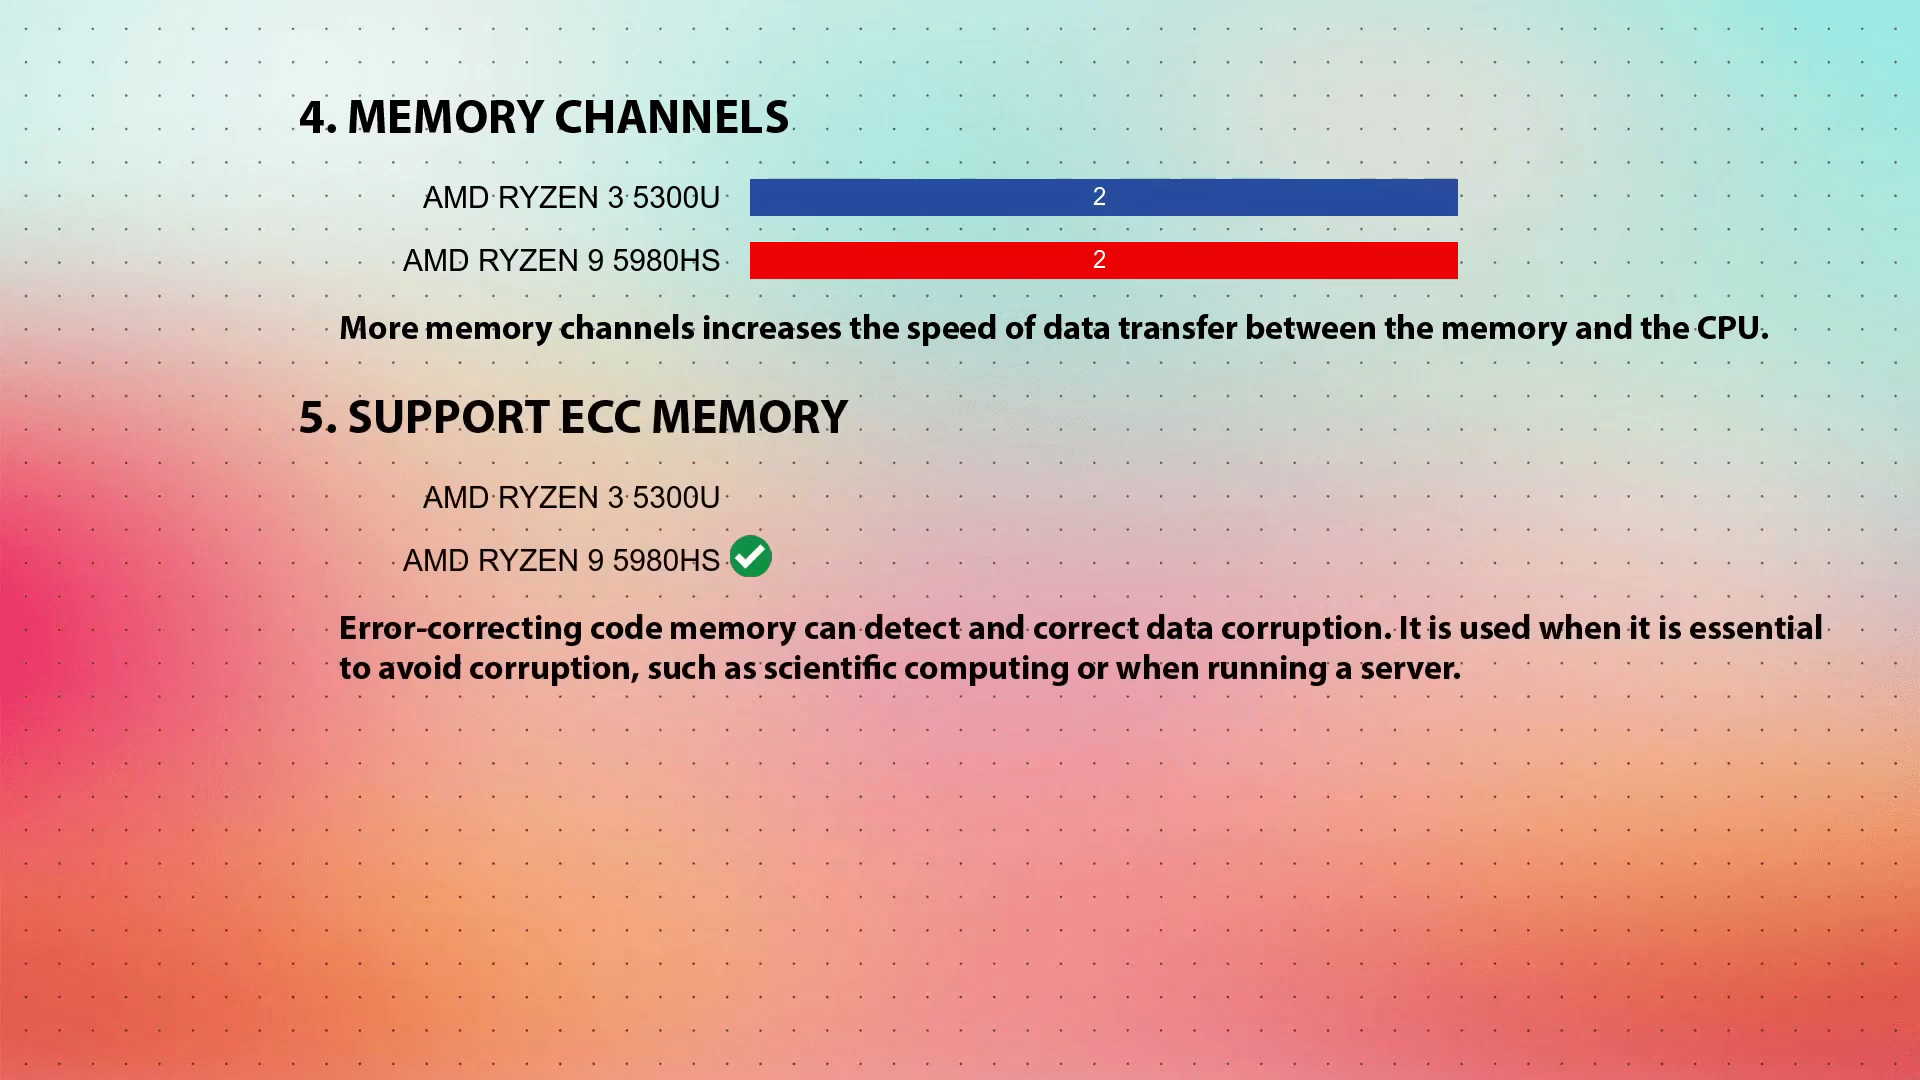 4. MEMORY CHANNELS
AMD RYZEN 3 5300U
2
AMD RYZEN 9 5980HS
2
More memory channels increases the speed of data transfer between the memory and the CPU.
5. SUPPORT ECC MEMORY
AMD RYZEN 3 5300U
AMD RYZEN 9 5980HS
Error-correcting code memory can detect and correct data corruption. It is used when it is essential
to avoid corruption, such as scientific computing or when running a server.